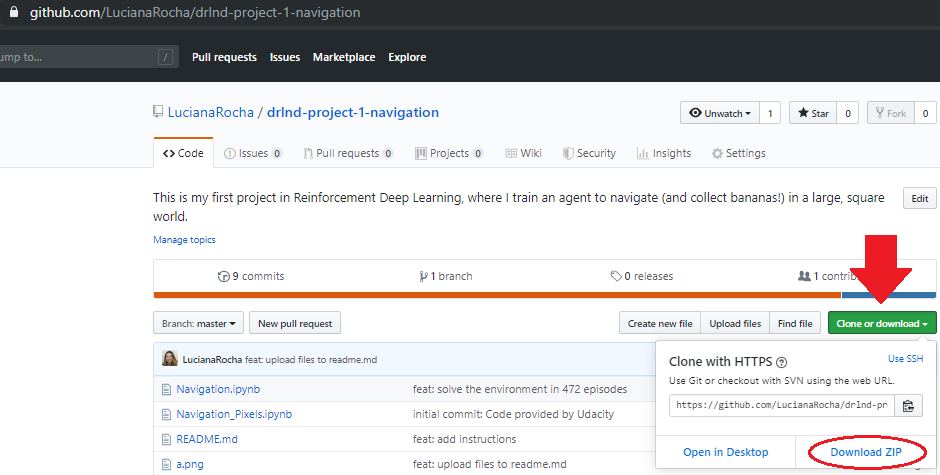 github.com/LucianaRocha/drlnd-project-1-navigation
ump to... / Pull requests Issues Marketplace Explore
LucianaRocha / drlnd-project-1-navigation
Unwatch 1 Star 0 Fork 0
Code Issues 0 Pull requests 0 Projects 0 Wiki Security Insights Settings
This is my first project in Reinforcement Deep Learning, where I train an agent to navigate (and collect bananas!) in a large, square
world.
Edit
Manage topics
9 commits 1 branch 0 releases 1 contrib
Branch: master New pull request Create new file Upload files Find file Clone or download
LucianaRocha feat: upload files to readme.md
Navigation.ipynb feat: solve the environment in 472 episodes
Navigation_Pixels.ipynb initial commit: Code provided by Udacity
README.md feat: add instructions
a.png feat: upload files to readme.md
Clone with HTTPS Use SSH
Use Git or checkout with SVN using the web URL.
https://github.com/LucianaRocha/drlnd-pr
Open in Desktop Download ZIP